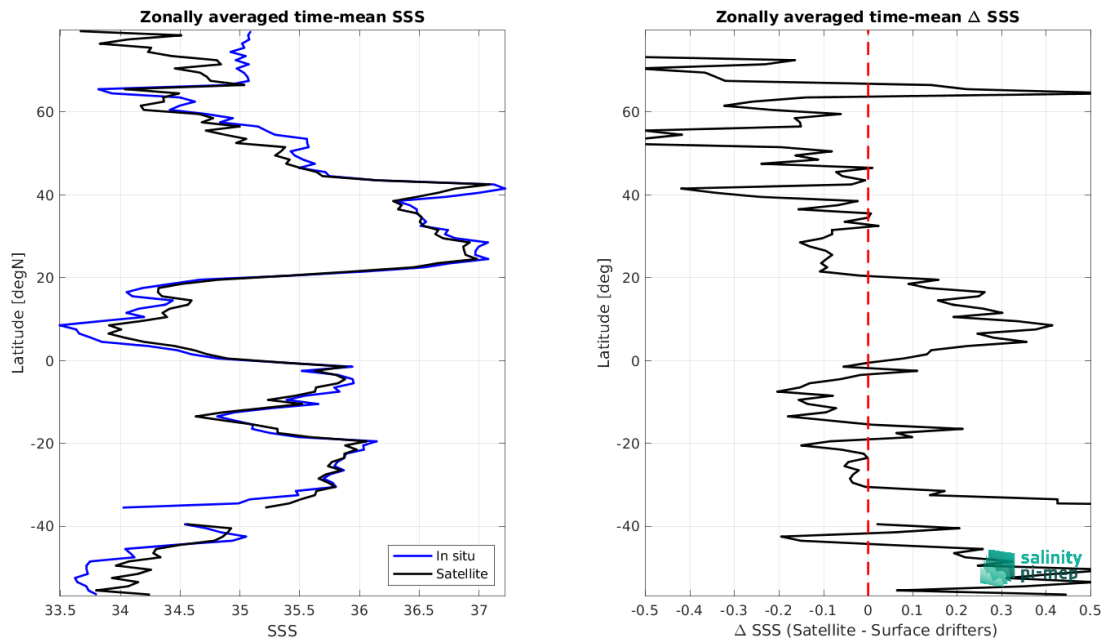 Zonally averaged time-mean SSS
Latitude [degN]
60
40
20
0
-20
-40
33.5 34 34.5 35 35.5 36 36.5 37
SSS
In situ
Satellite
Zonally averaged time-mean Δ SSS
Latitude [deg]
60
40
20
0
-20
-40
-0.5 -0.4 -0.3 -0.2 -0.1 0 0.1 0.2 0.3 0.4 0.5
Δ SSS (Satellite - Surface drifters)
salinity
pi-mep